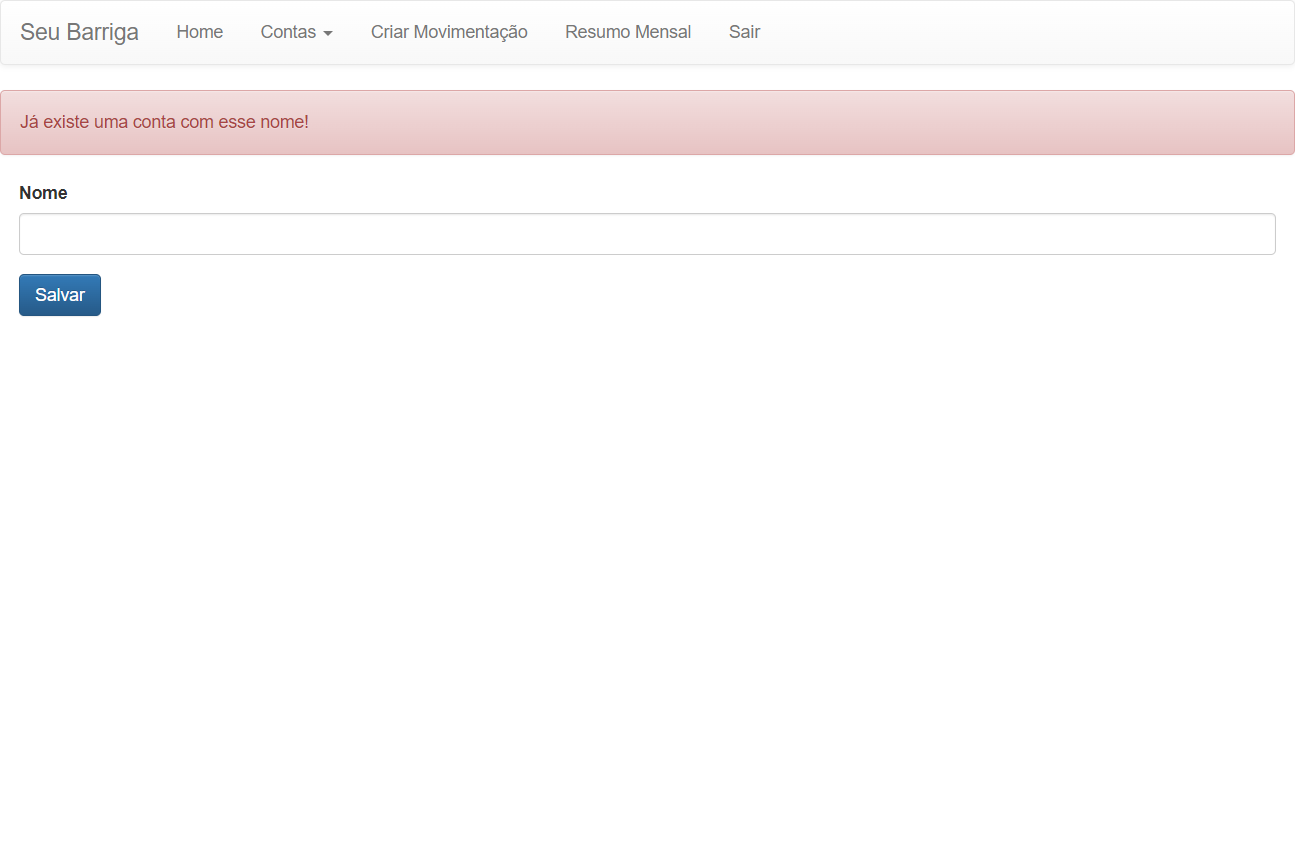 Seu Barriga Home Contas Criar Movimentação Resumo Mensal Sair
Já existe uma conta com esse nome!
Nome
Salvar